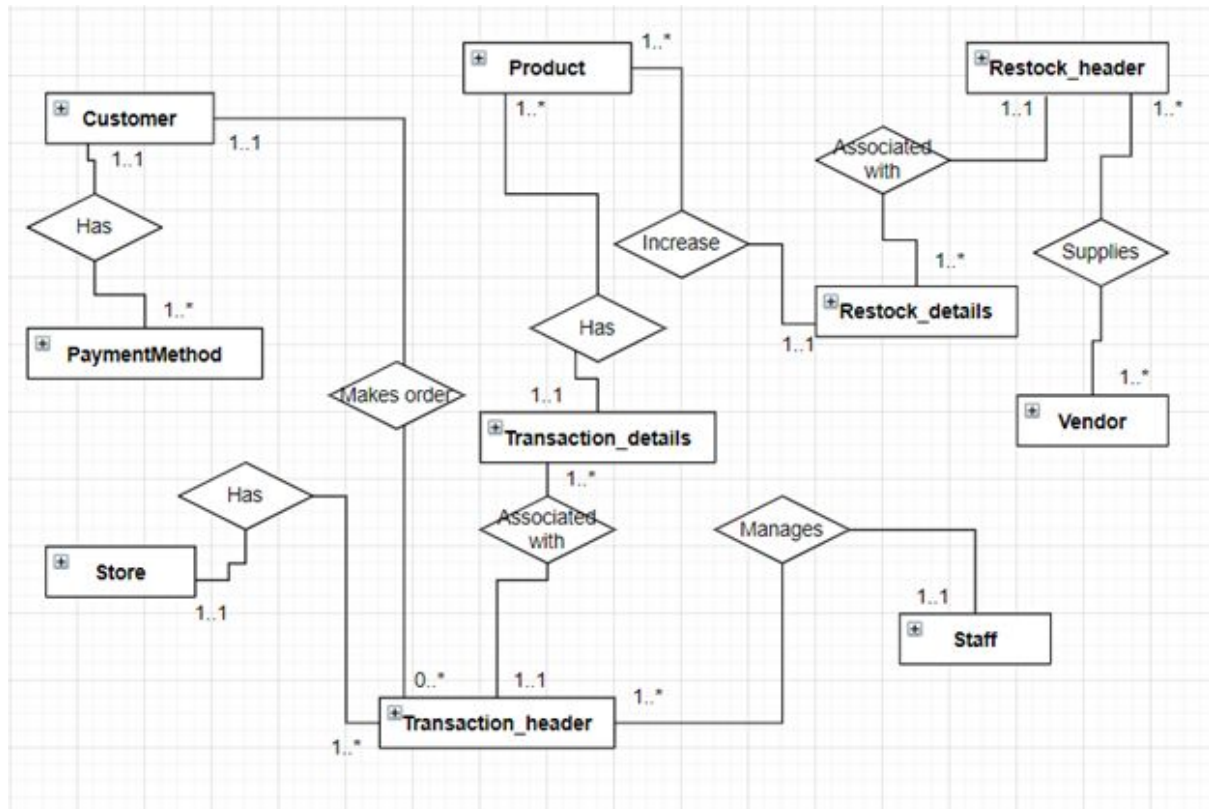 1..*
Product
Restock_header
1..*
1..1
1..*
Customer
1..1
1..1
Associated
with
Has
Increase
Supplies
1..*
1..*
Restock_details
Has
1..1
PaymentMethod
1..*
Makes order
1..1
Vendor
Transaction_details
1..*
Has
Associated
with
Manages
Store
1..1
1..1
Staff
0..*
1..1
1..*
Transaction_header
1..*